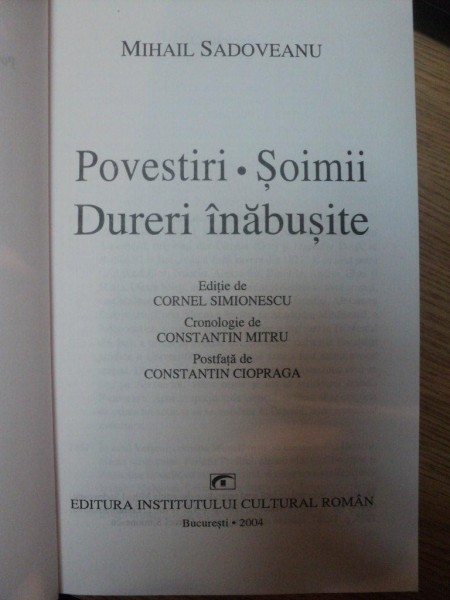 MIHAIL SADOVEANU
Povestiri • Șoimii
Dureri înăbușite
Ediție de
CORNEL SIMIONESCU
Cronologie de
CONSTANTIN MITRU
Postfață de
CONSTANTIN CIOPRAGA
EDITURA INSTITUTULUI CULTURAL ROMÂN
București • 2004